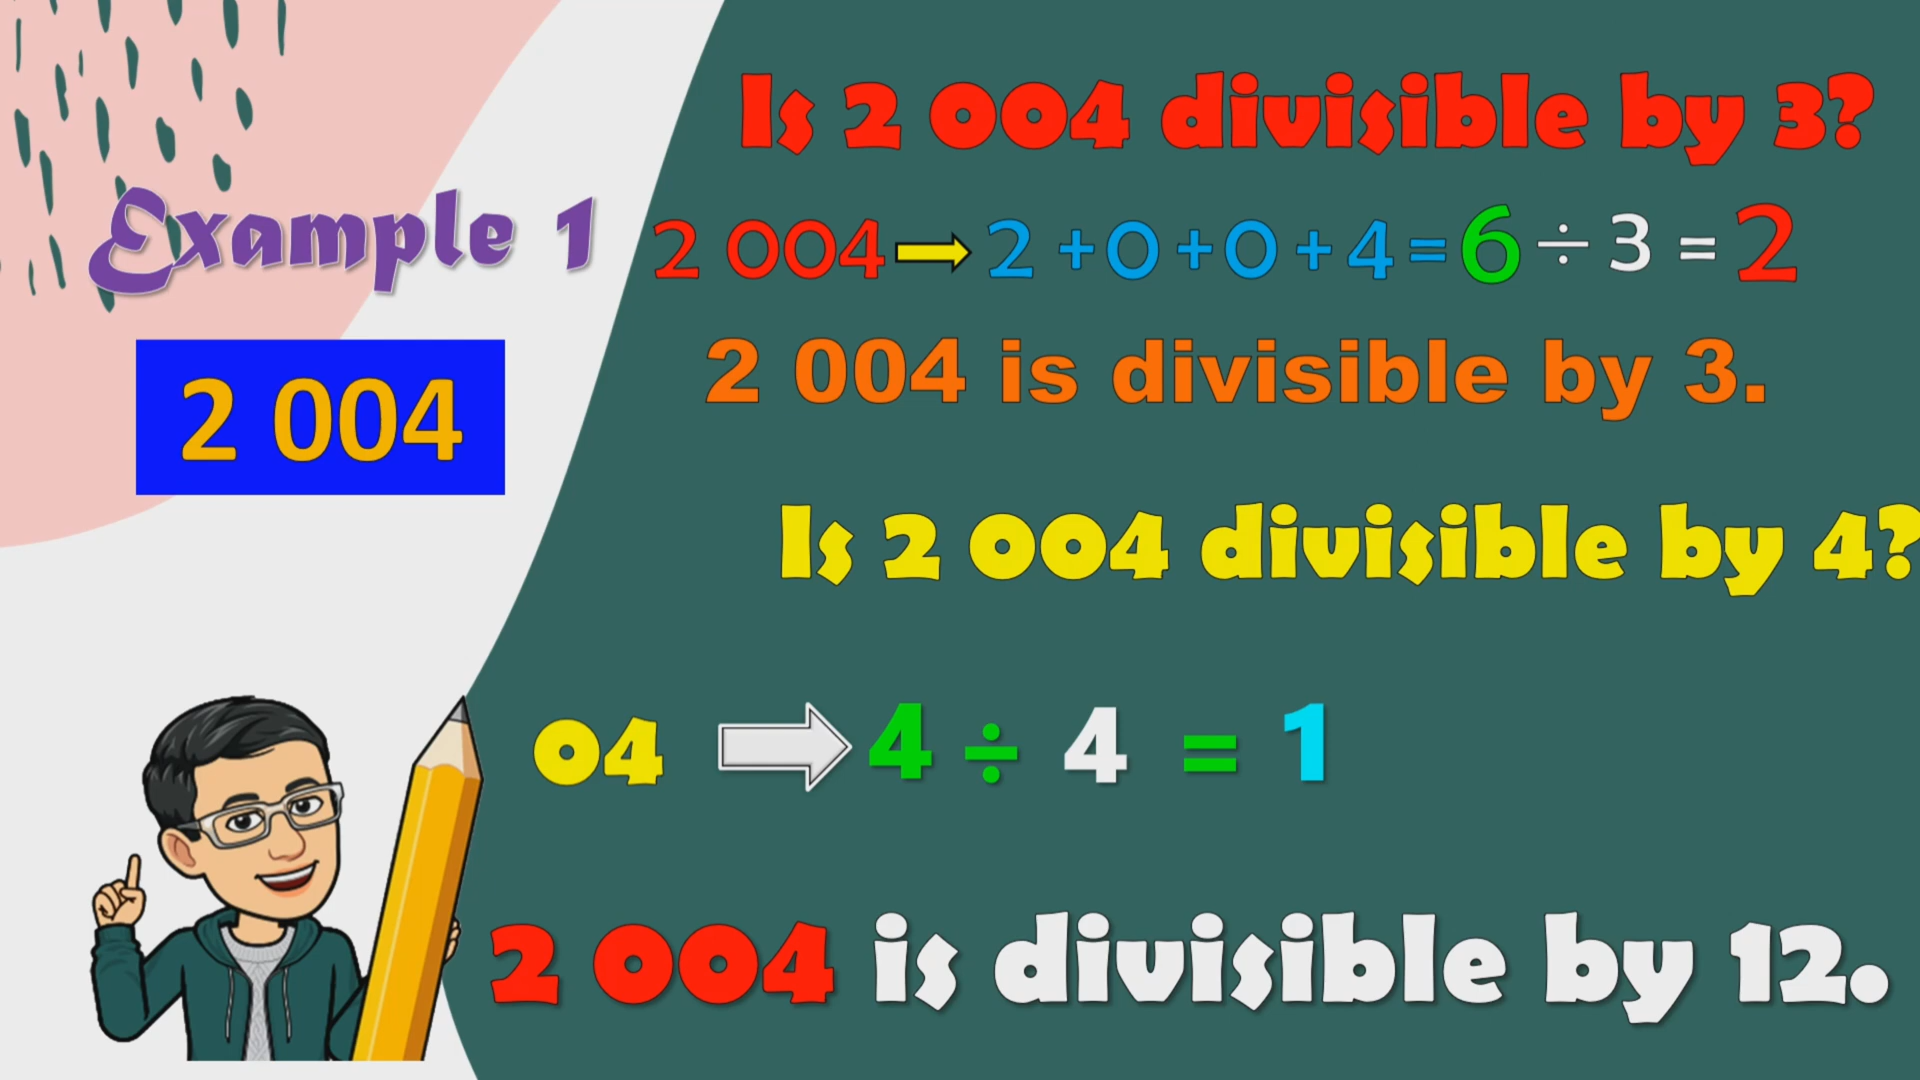 Example 1
2 004
Is 2 004 divisible by 3?
2 004 2 + 0 + 0 + 4 = 6 ÷ 3 = 2
2 004 is divisible by 3.
Is 2 004 divisible by 4?
04 4 ÷ 4 = 1
2 004 is divisible by 12.